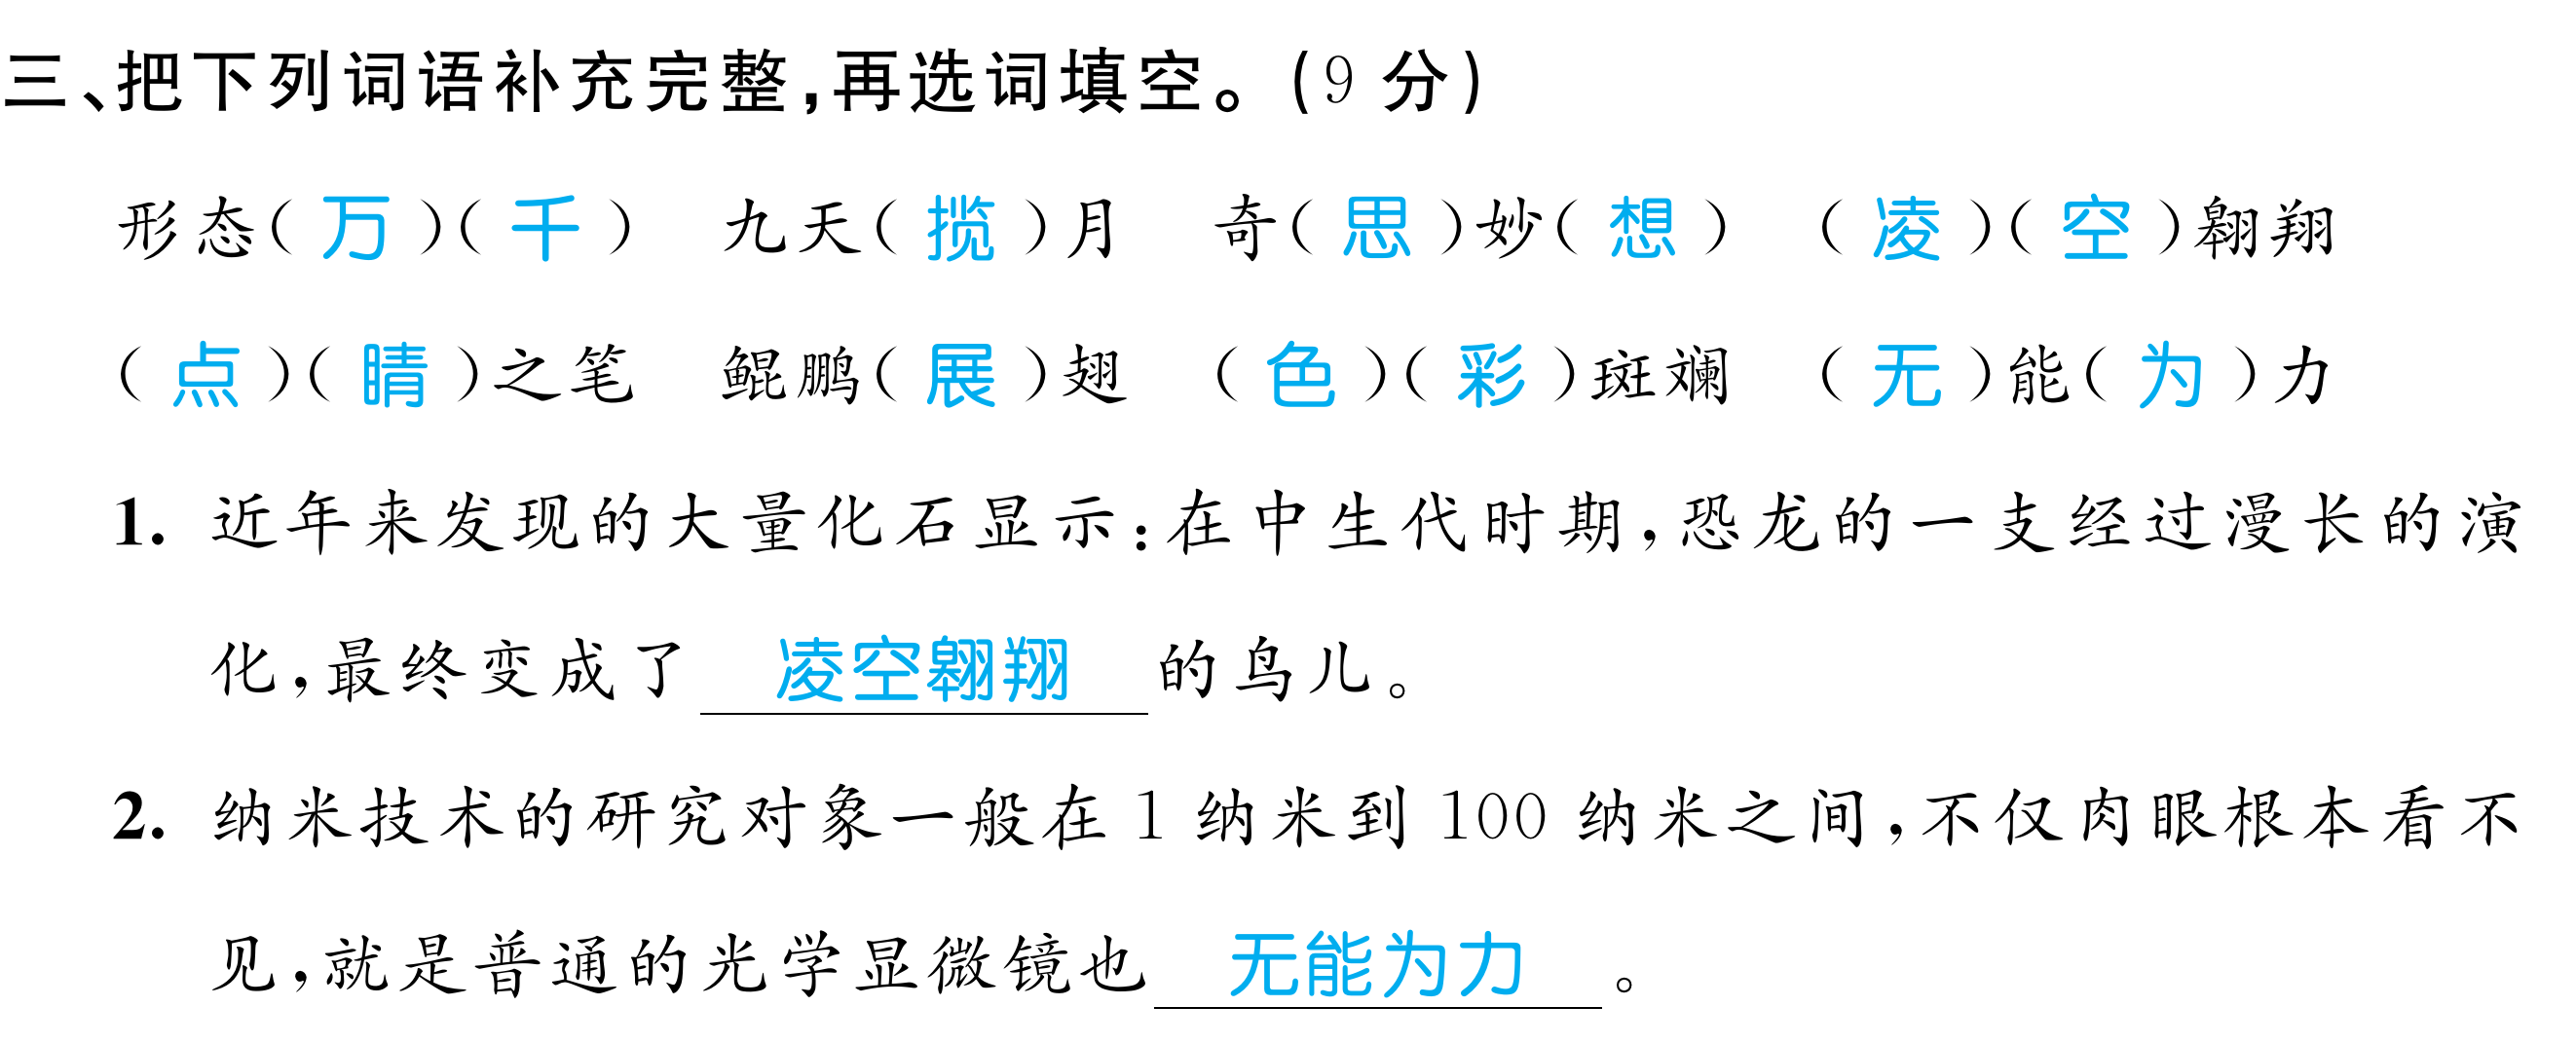 三、把下列词语补充完整,再选词填空。(9 分)
形态(万)(千) 九天(揽)月 奇(思)妙(想) (凌)(空)翱翔
(点)(睛)之笔 鲲鹏(展)翅 (色)(彩)斑斓 (无)能(为)力
1. 近年来发现的大量化石显示:在中生代时期,恐龙的一支经过漫长的演
化,最终变成了 凌空翱翔 的鸟儿。
2. 纳米技术的研究对象一般在 1 纳米到 100 纳米之间,不仅肉眼根本看不
见,就是普通的光学显微镜也 无能为力 。